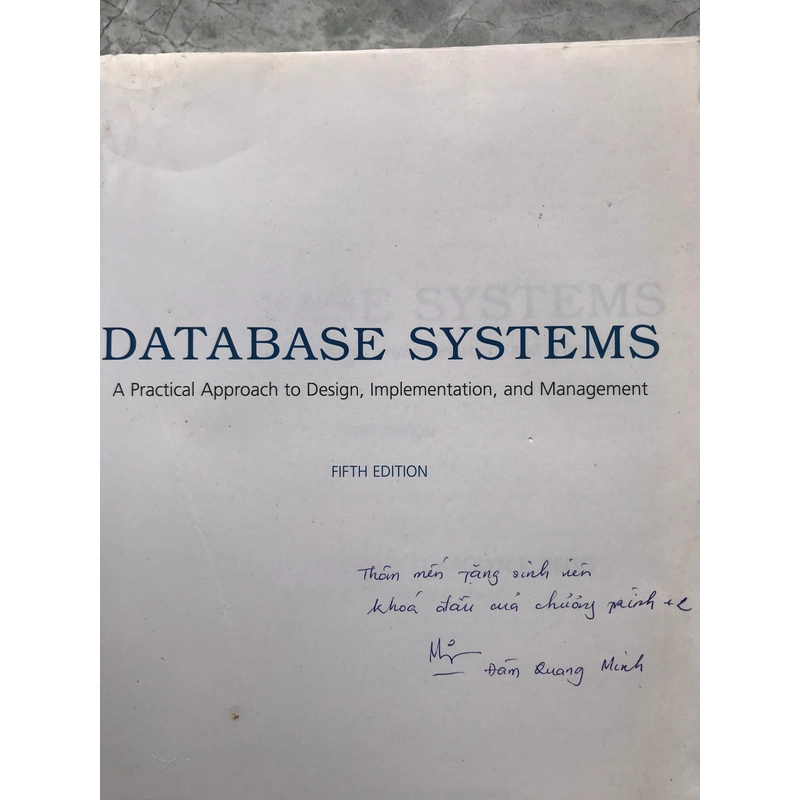 DATABASE SYSTEMS
A Practical Approach to Design, Implementation, and Management
FIFTH EDITION
Thân mến tặng sinh viên
khoá đầu của chương trình
Đàm Quang Minh